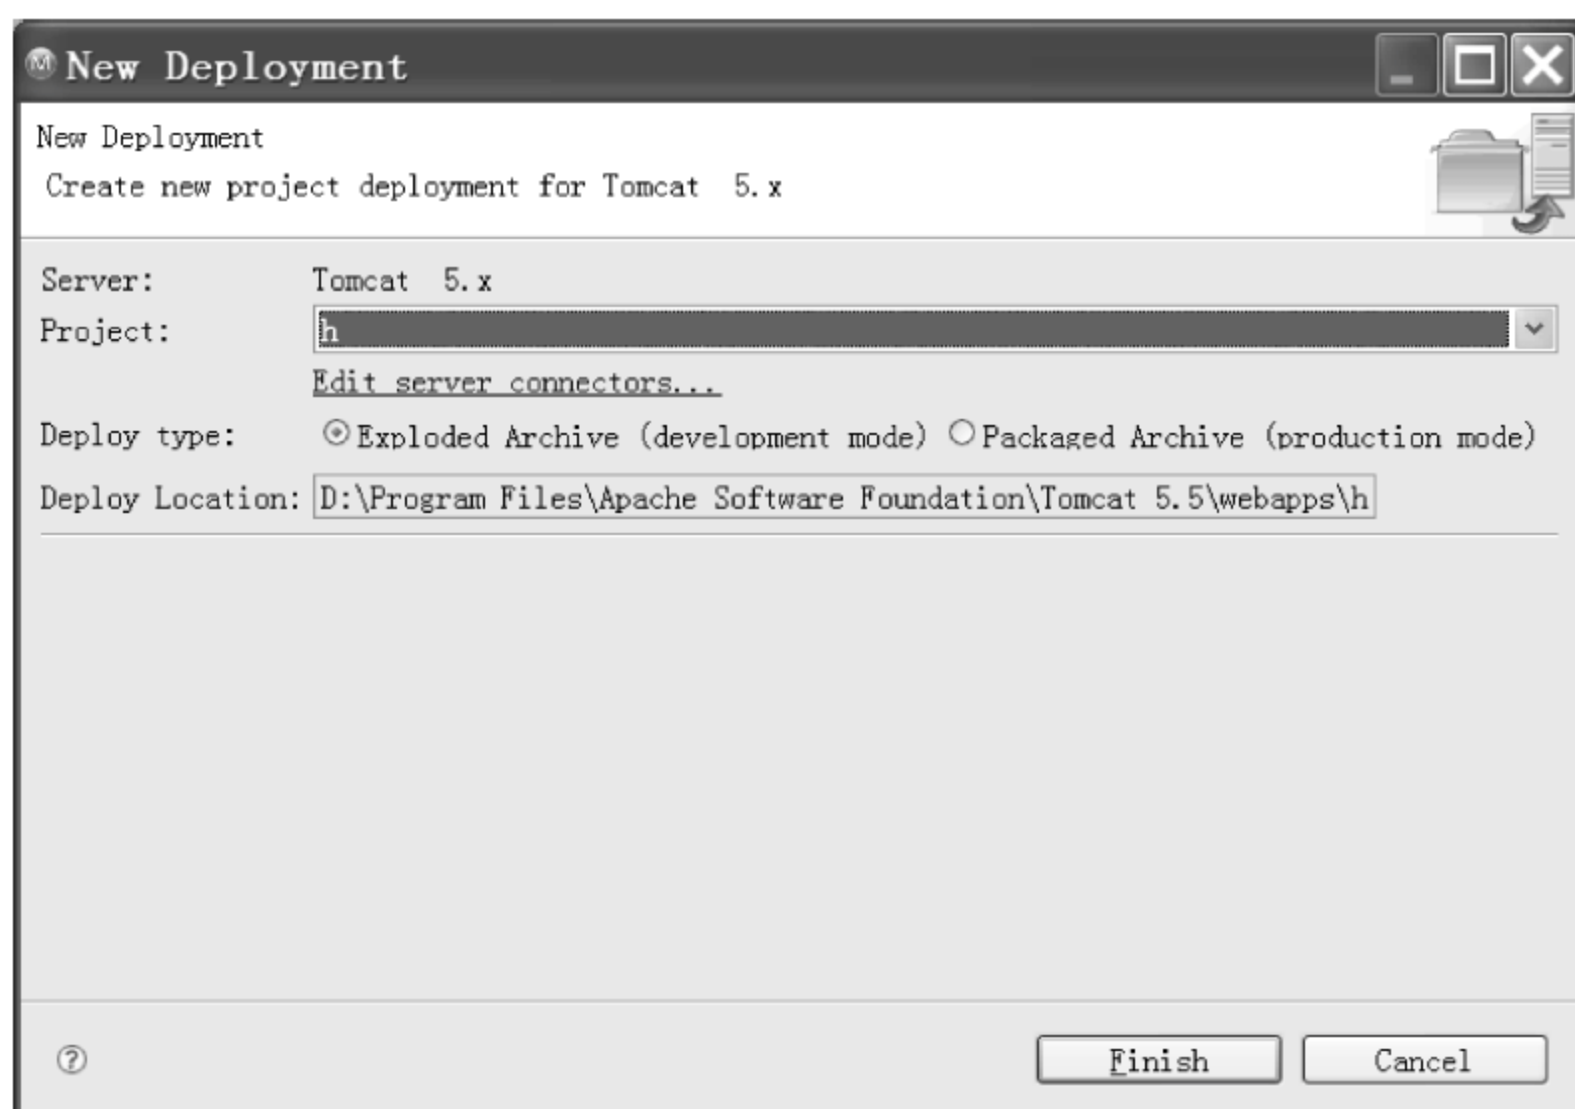 New Deployment
New Deployment
Create new project deployment for Tomcat 5.x
Server: Tomcat 5.x
Project: h
Edit server connectors...
Deploy type: Exploded Archive (development mode) Packaged Archive (production mode)
Deploy Location: D:\Program Files\Apache Software Foundation\Tomcat 5.5\webapps\h
Finish Cancel